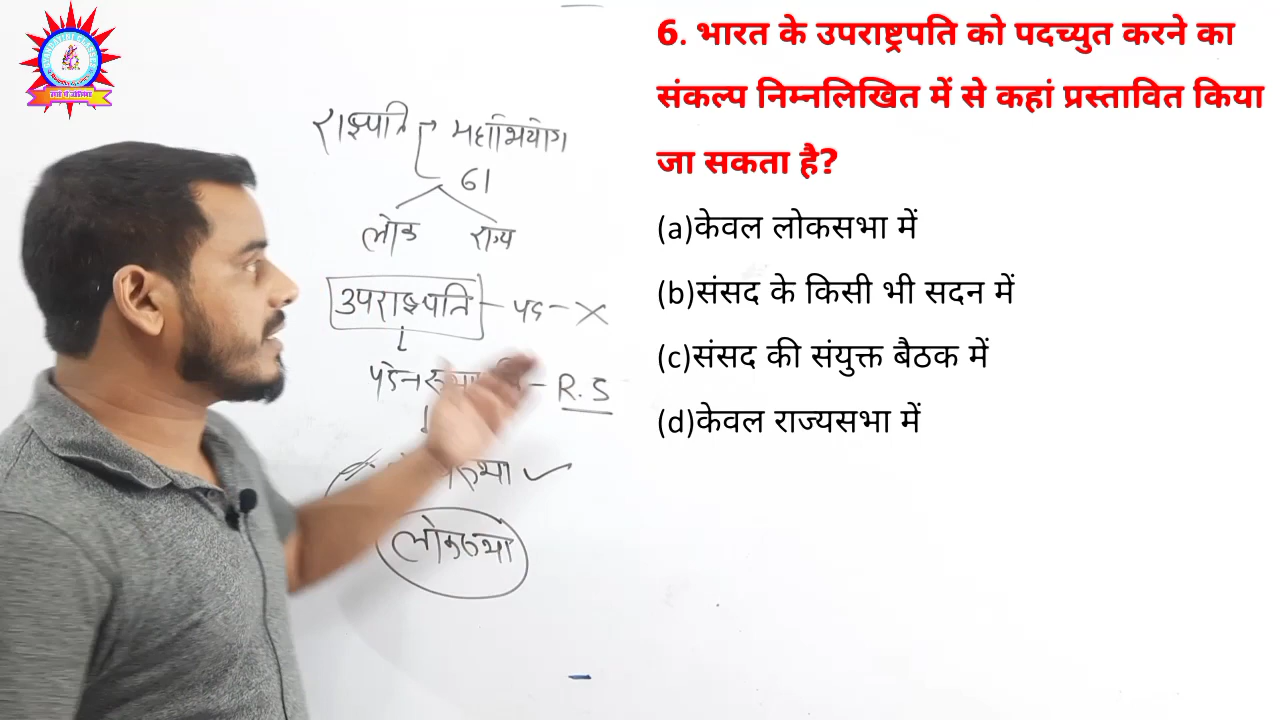 6. भारत के उपराष्ट्रपति को पदच्युत करने का
संकल्प निम्नलिखित में से कहां प्रस्तावित किया
जा सकता है?
(a)केवल लोकसभा में
(b)संसद के किसी भी सदन में
(c)संसद की संयुक्त बैठक में
(d)केवल राज्यसभा में
राष्ट्रपति महाभियोग
61
लोक राज्य
उपराष्ट्रपति – पद – X
R.S
लोकसभा